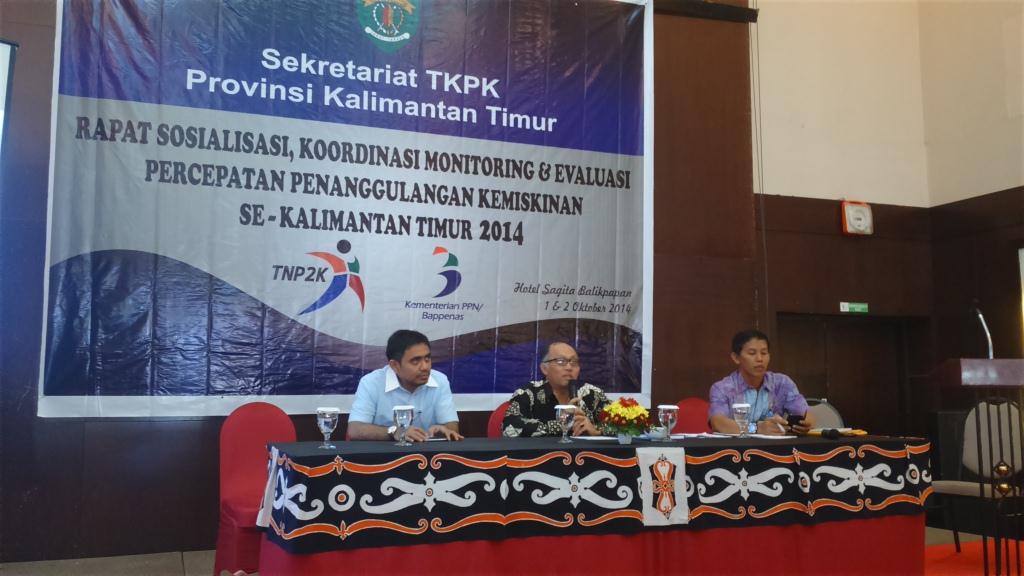 Sekretariat TKPK
Provinsi Kalimantan Timur
RAPAT SOSIALISASI, KOORDINASI MONITORING & EVALUASI
PERCEPATAN PENANGGULANGAN KEMISKINAN
SE - KALIMANTAN TIMUR 2014
TNP2K
Kementerian PPN/
Bappenas
Hotel Sagita Balikpapan
1 & 2 Oktober 2014